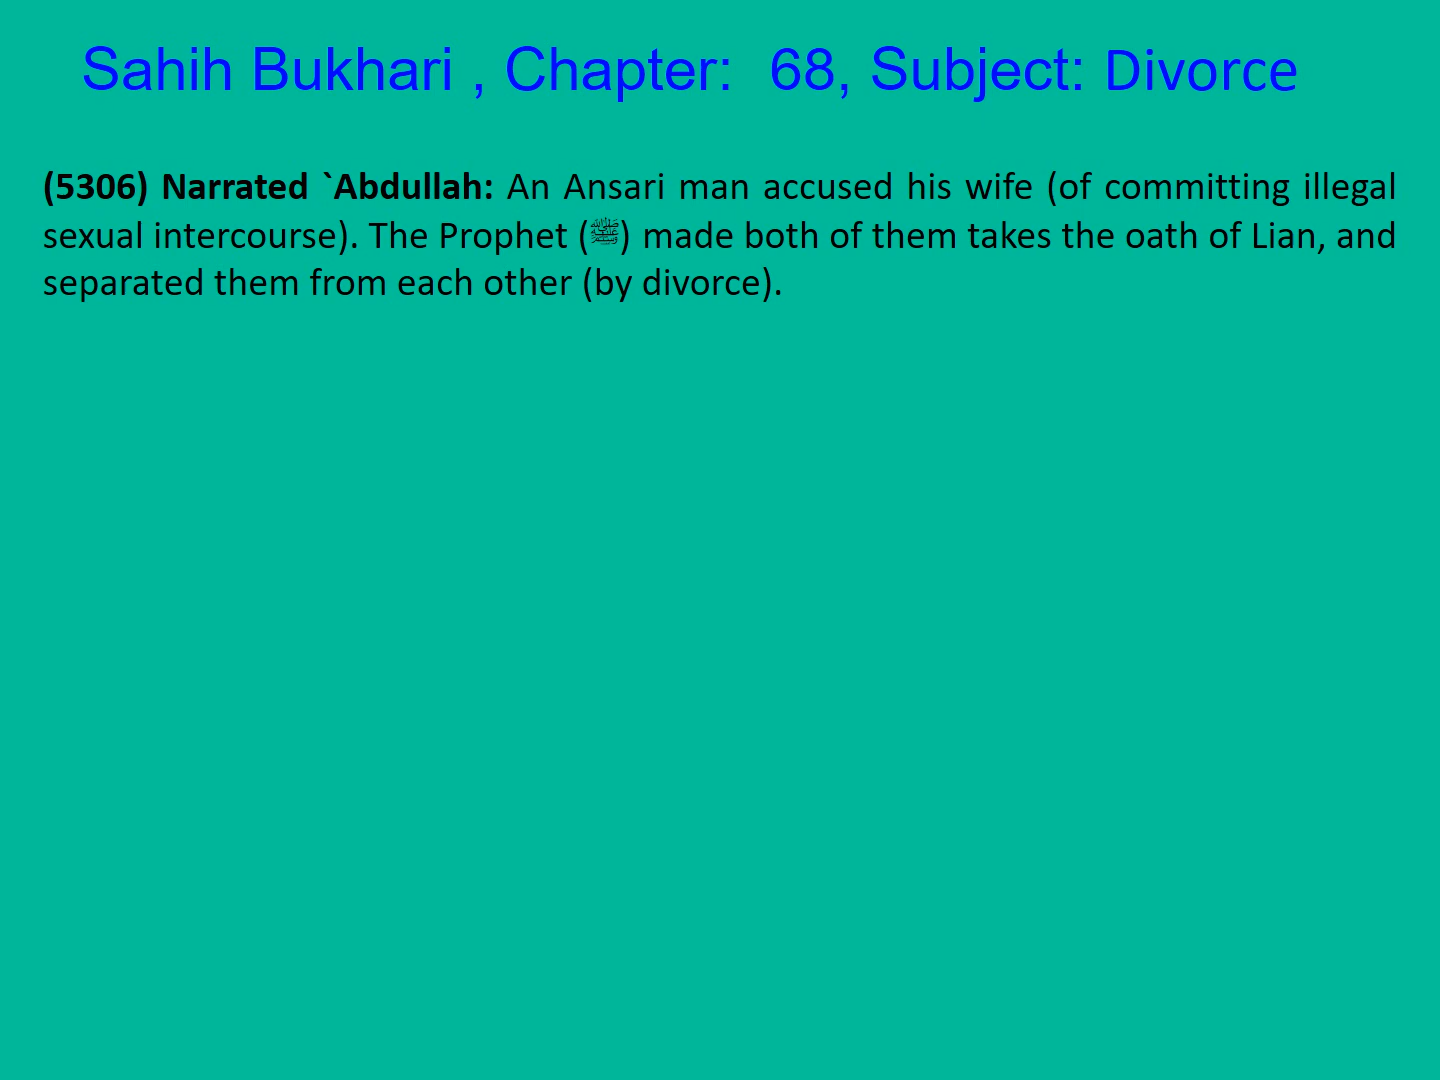 Sahih Bukhari , Chapter:  68, Subject: Divorce
(5306) Narrated `Abdullah: An Ansari man accused his wife (of committing illegal
sexual intercourse). The Prophet (ﷺ) made both of them takes the oath of Lian, and
separated them from each other (by divorce).